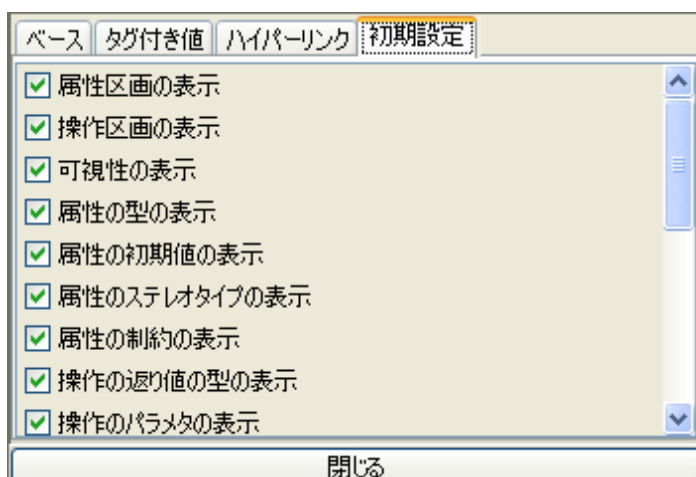 ベース タグ付き値 ハイパーリンク 初期設定
属性区画の表示
操作区画の表示
可視性の表示
属性の型の表示
属性の初期値の表示
属性のステレオタイプの表示
属性の制約の表示
操作の返り値の型の表示
操作のパラメタの表示
閉じる